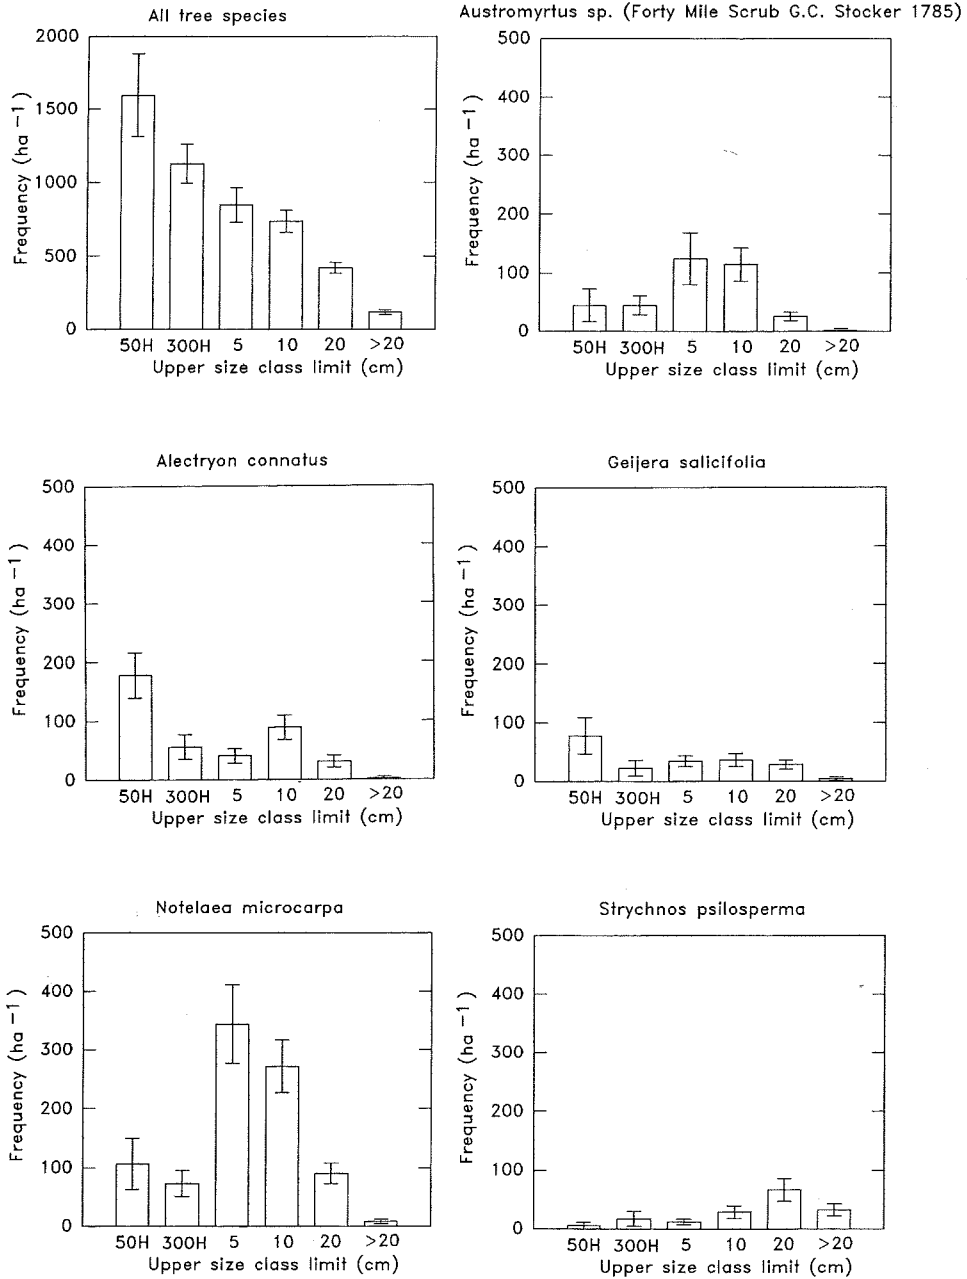 All tree species
2000
1500
1000
500
0
Frequency (ha −1)
50H 300H 5 10 20 >20
Upper size class limit (cm)
Austromyrtus sp. (Forty Mile Scrub G.C. Stocker 1785)
500
400
300
200
100
0
Frequency (ha −1)
50H 300H 5 10 20 >20
Upper size class limit (cm)
Alectryon connatus
500
400
300
200
100
0
Frequency (ha −1)
50H 300H 5 10 20 >20
Upper size class limit (cm)
Geijera salicifolia
500
400
300
200
100
0
Frequency (ha −1)
50H 300H 5 10 20 >20
Upper size class limit (cm)
Notelaea microcarpa
500
400
300
200
100
0
Frequency (ha −1)
50H 300H 5 10 20 >20
Upper size class limit (cm)
Strychnos psilosperma
500
400
300
200
100
0
Frequency (ha −1)
50H 300H 5 10 20 >20
Upper size class limit (cm)